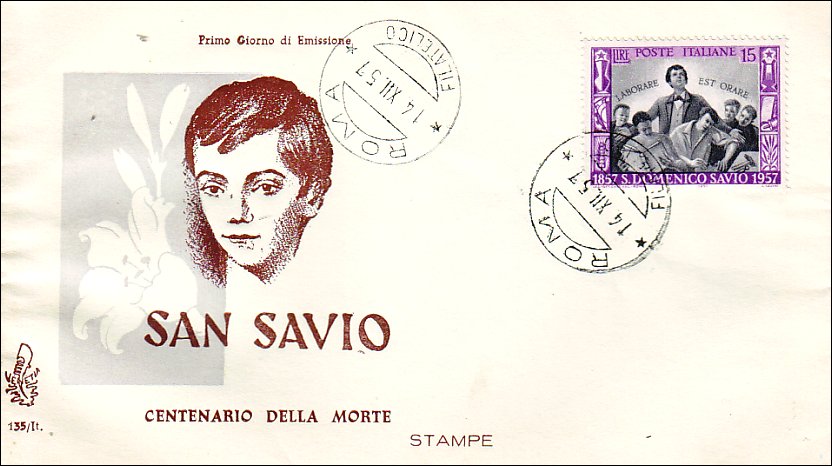 Primo Giorno di Emissione
FILATELICO
14 XII.57
ROMA
LIRE POSTE ITALIANE 15
LABORARE EST ORARE
1857 S. DOMENICO SAVIO 1957
FIL
14 XII.57
ROMA
SAN SAVIO
135/It.
CENTENARIO DELLA MORTE
STAMPE